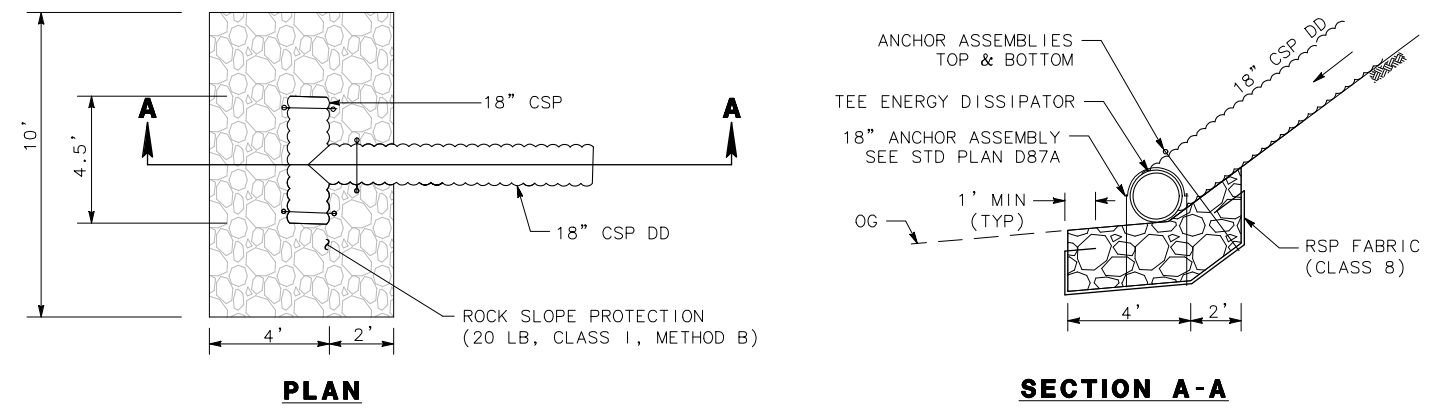 10'
4.5'
A
A
18" CSP
18" CSP DD
ROCK SLOPE PROTECTION
(20 LB, CLASS I, METHOD B)
4'
2'
PLAN
ANCHOR ASSEMBLIES
TOP & BOTTOM
TEE ENERGY DISSIPATOR
18" ANCHOR ASSEMBLY
SEE STD PLAN D87A
1' MIN
(TYP)
OG
18" CSP DD
RSP FABRIC
(CLASS 8)
4'
2'
SECTION A-A